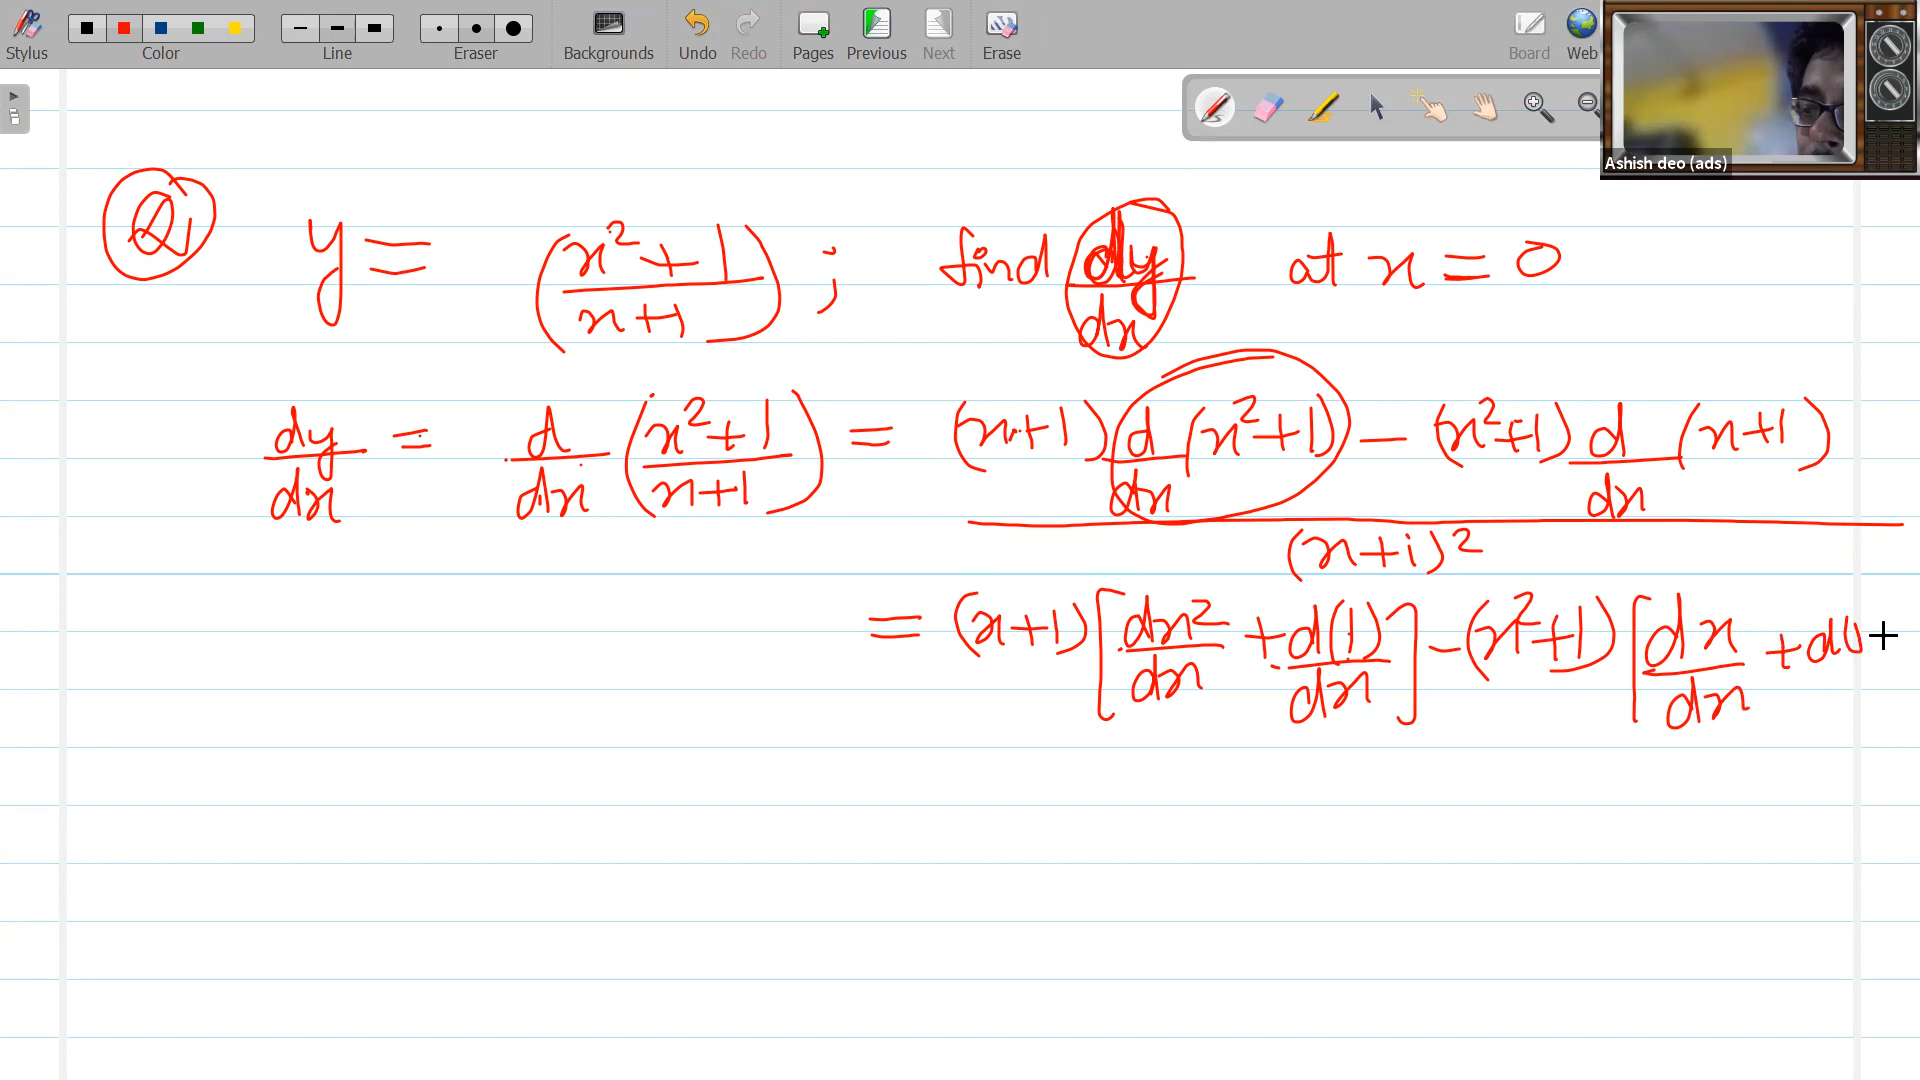 Stylus Color Line Eraser Backgrounds Undo Redo Pages Previous Next Erase Board Web
Ashish deo (ads)
Q1 y = (x²+1/x+1) ; find dy/dx at x = 0
dy/dx = d/dx (x²+1/x+1) = (x+1) d/dx (x²+1) - (x²+1) d/dx (x+1)
(x+1)²
= (x+1) [dx²/dx + d(1)/dx] - (x²+1) [dx/dx + d(1